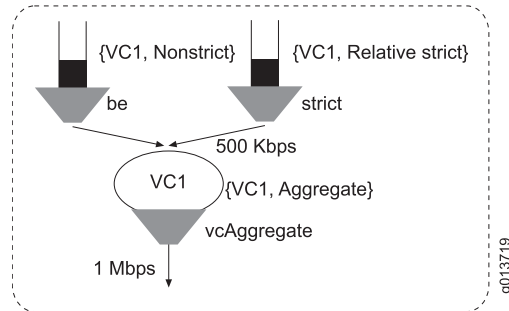 {VC1, Nonstrict}
{VC1, Relative strict}
be
strict
500 Kbps
VC1
{VC1, Aggregate}
vcAggregate
1 Mbps
g013719